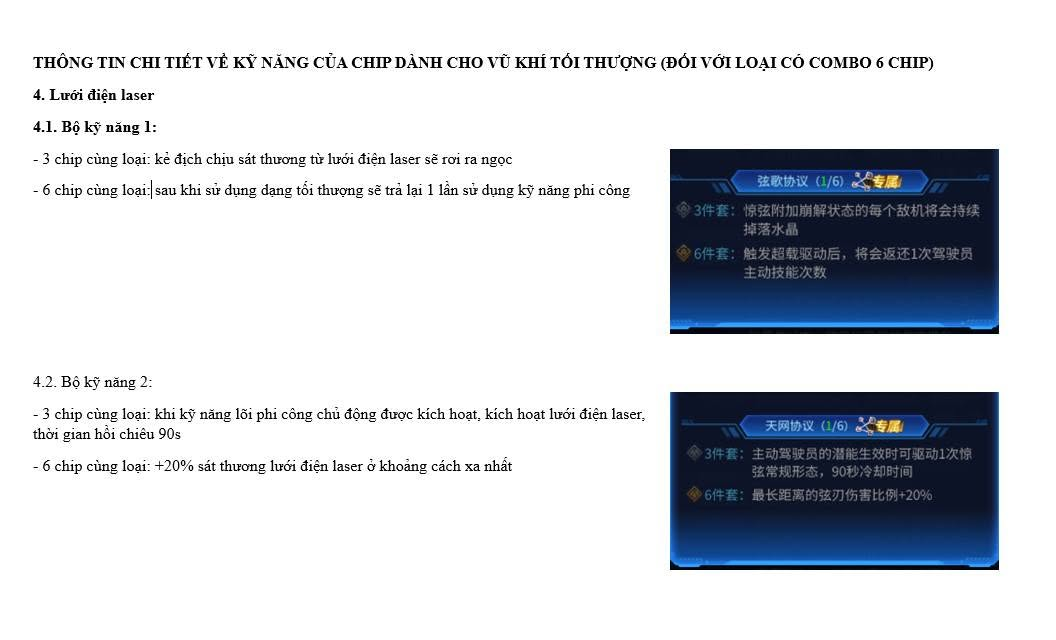 THÔNG TIN CHI TIẾT VỀ KỸ NĂNG CỦA CHIP DÀNH CHO VŨ KHÍ TỐI THƯỢNG (ĐỐI VỚI LOẠI CÓ COMBO 6 CHIP)
4. Lưới điện laser
4.1. Bộ kỹ năng 1:
- 3 chip cùng loại: kẻ địch chịu sát thương từ lưới điện laser sẽ rơi ra ngọc
- 6 chip cùng loại: sau khi sử dụng dạng tối thượng sẽ trả lại 1 lần sử dụng kỹ năng phi công
弦歌协议（1/6）专属
3件套：惊弦附加崩解状态的每个敌机将会持续
掉落水晶
6件套：触发超载驱动后，将会返还1次驾驶员
主动技能次数
4.2. Bộ kỹ năng 2:
- 3 chip cùng loại: khi kỹ năng lõi phi công chủ động được kích hoạt, kích hoạt lưới điện laser,
thời gian hồi chiêu 90s
- 6 chip cùng loại: +20% sát thương lưới điện laser ở khoảng cách xa nhất
天网协议（1/6）专属
3件套：主动驾驶员的潜能生效时可驱动1次惊
弦常规形态，90秒冷却时间
6件套：最长距离的弦刃伤害比例+20%